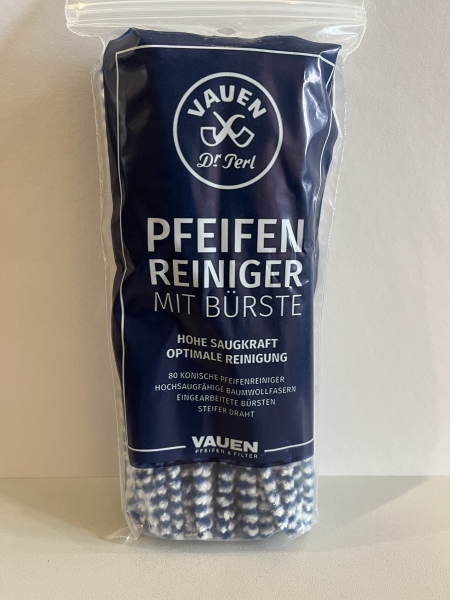 VAUEN
Dr Perl
PFEIFEN
REINIGER
MIT BÜRSTE
HOHE SAUGKRAFT
OPTIMALE REINIGUNG
80 KONISCHE PFEIFENREINIGER
HOCHSAUGFÄHIGE BAUMWOLLFASERN
EINGEARBEITETE BÜRSTEN
STEIFER DRAHT
VAUEN
PFEIFEN & FILTER